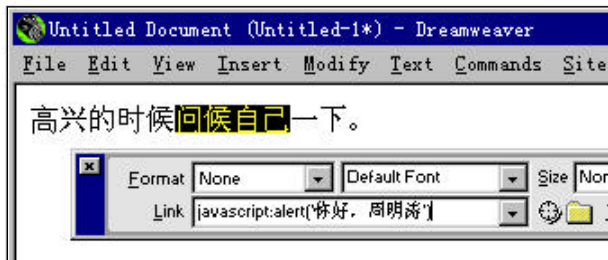 Untitled Document (Untitled-1*) - Dreamweaver
File Edit View Insert Modify Text Commands Site
高兴的时候问候自己一下。
Format None Default Font Size
Link javascript:alert('你好，周明涛')